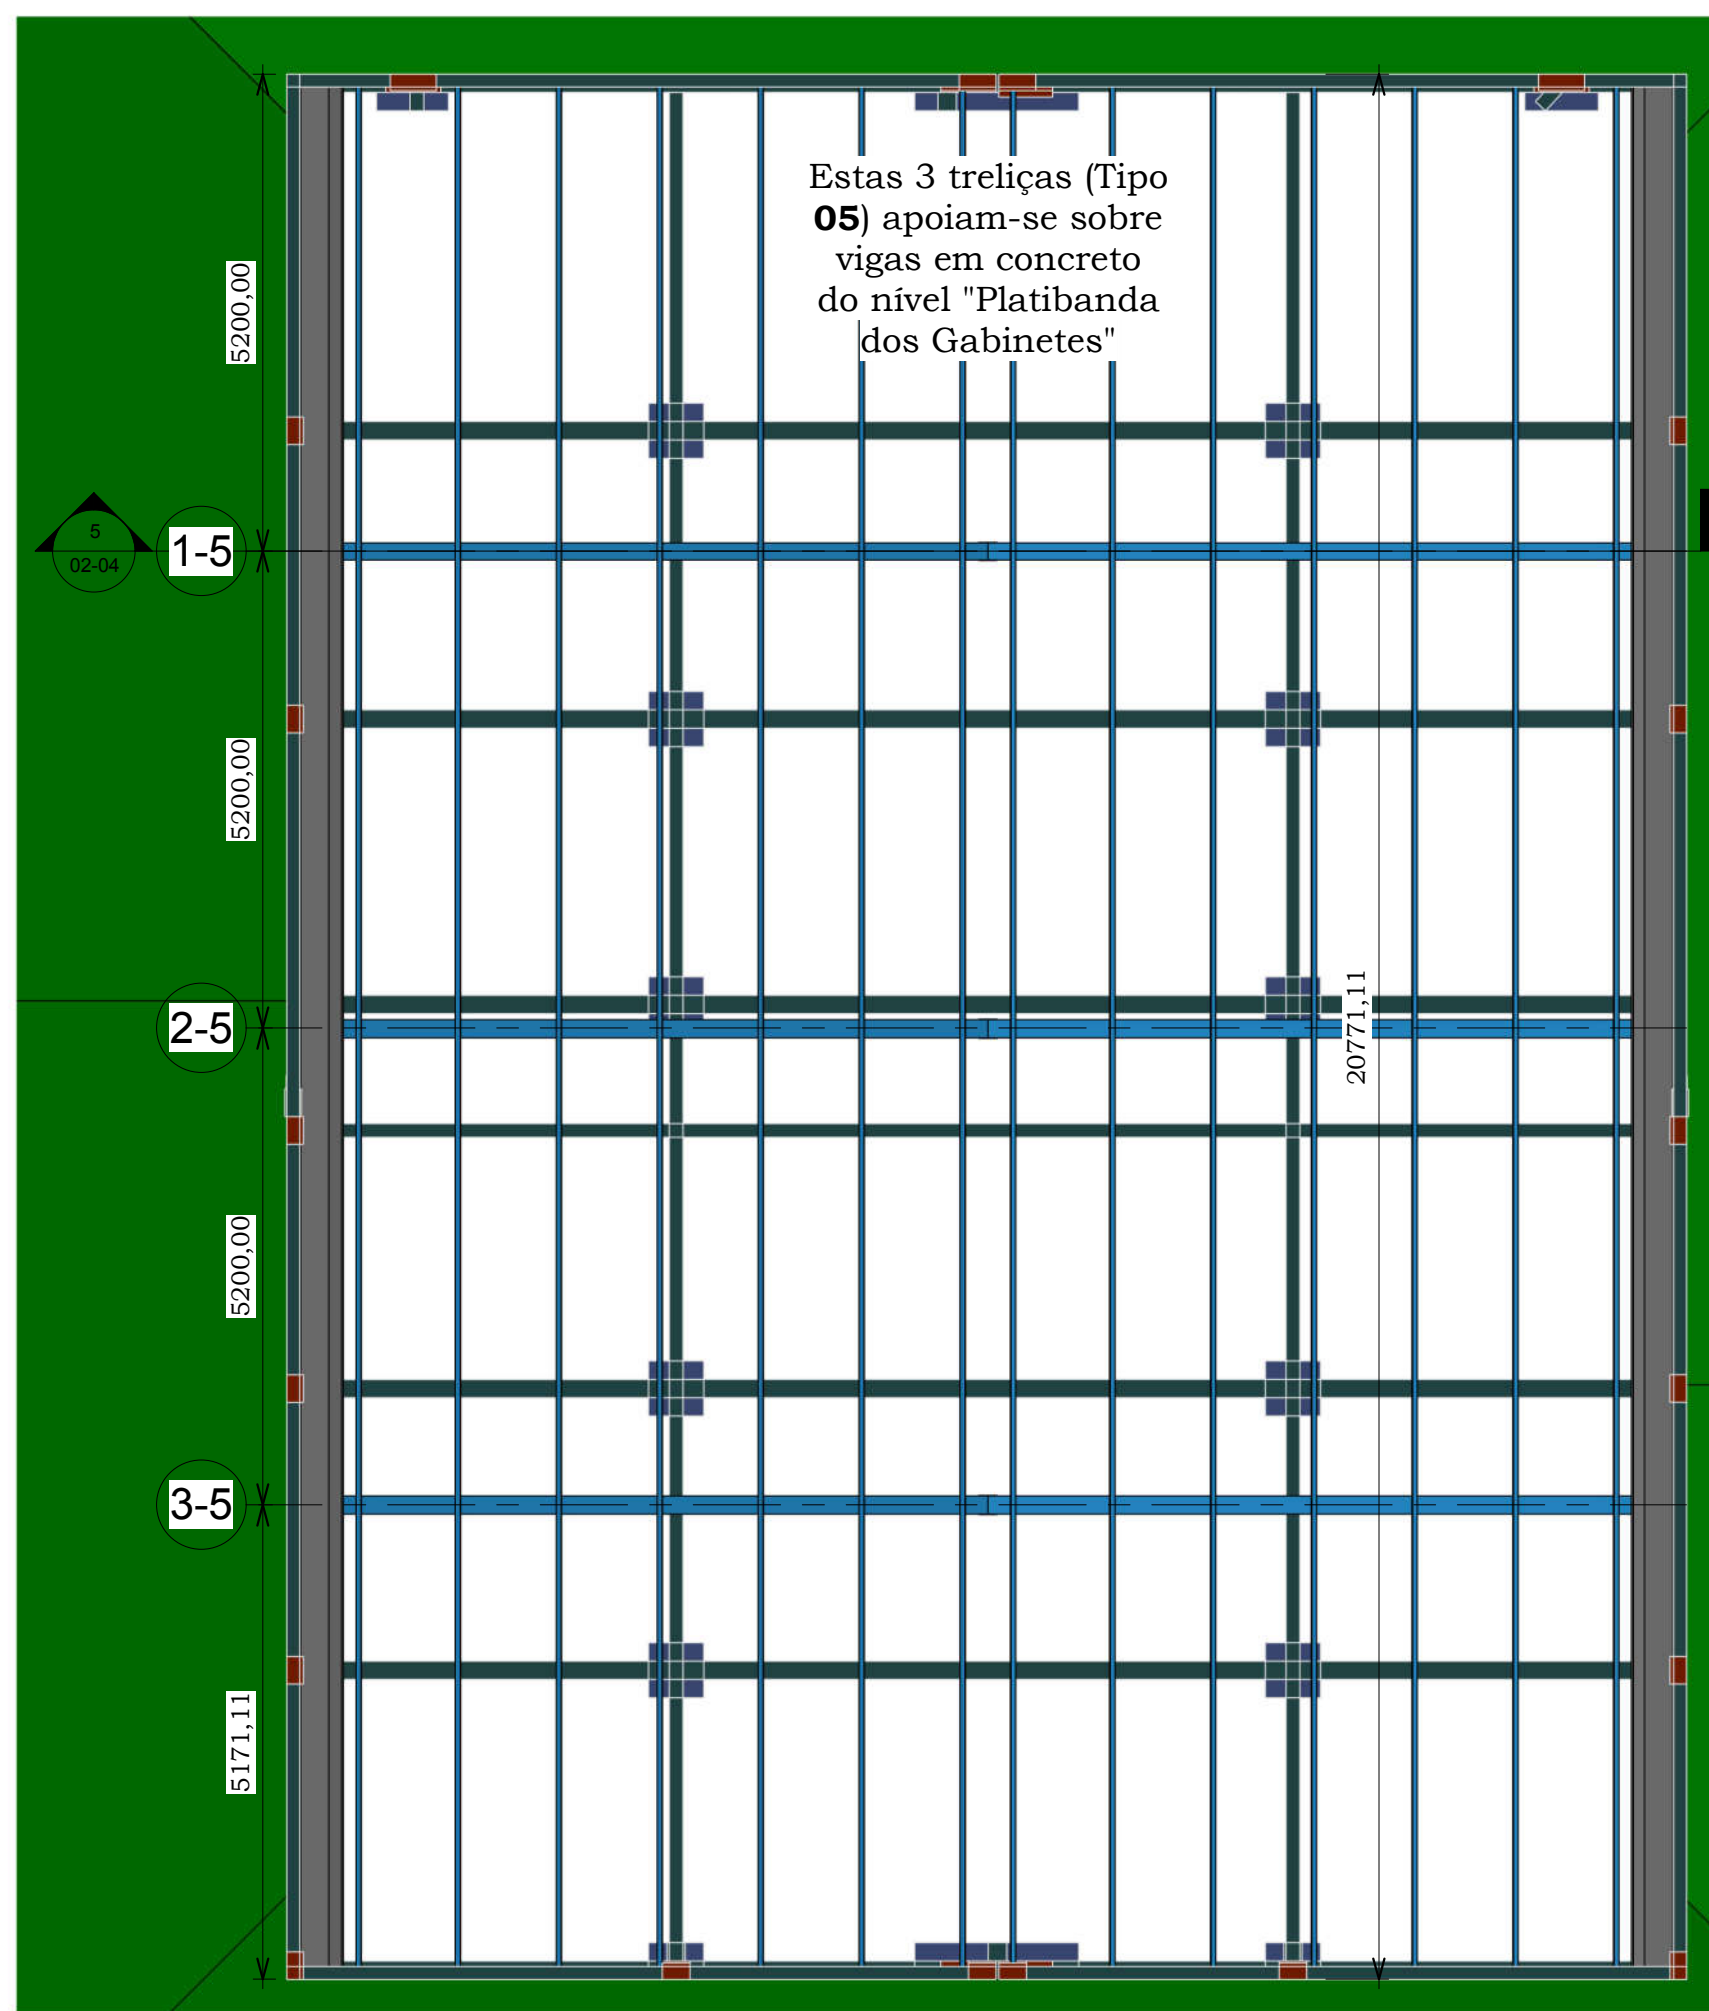 Estas 3 treliças (Tipo
05) apoiam-se sobre
vigas em concreto
do nível "Platibanda
dos Gabinetes"
5200,00
5
02-04
1-5
5200,00
2-5
20771,11
5200,00
3-5
5171,11